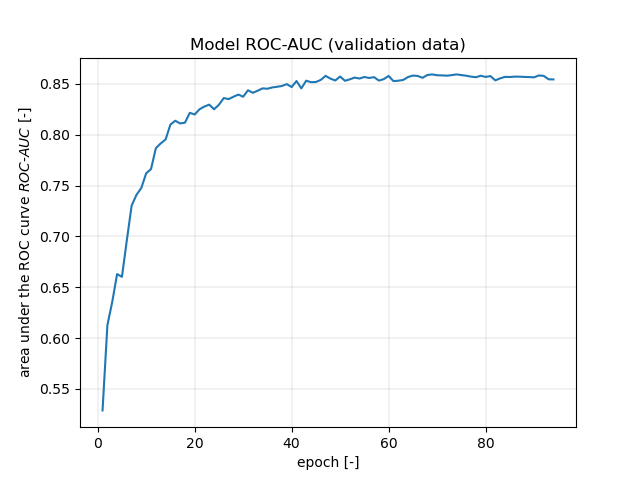 Model ROC-AUC (validation data)
area under the ROC curve ROC-AUC [-]
0.85
0.80
0.75
0.70
0.65
0.60
0.55
0 20 40 60 80
epoch [-]